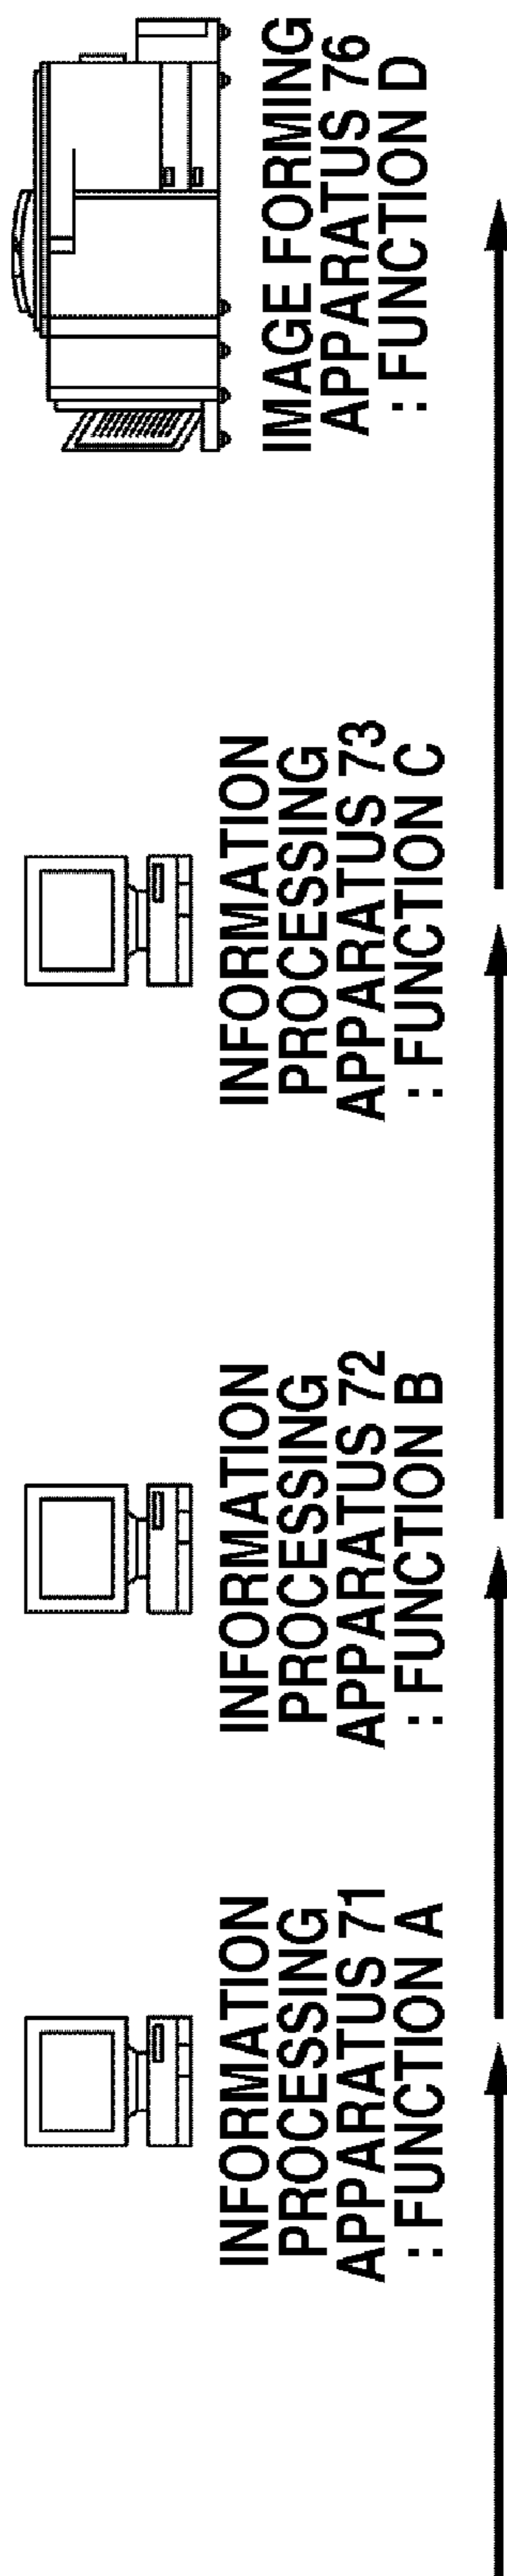 INFORMATION
PROCESSING
APPARATUS 71
: FUNCTION A
INFORMATION
PROCESSING
APPARATUS 72
: FUNCTION B
INFORMATION
PROCESSING
APPARATUS 73
: FUNCTION C
IMAGE FORMING
APPARATUS 76
: FUNCTION D